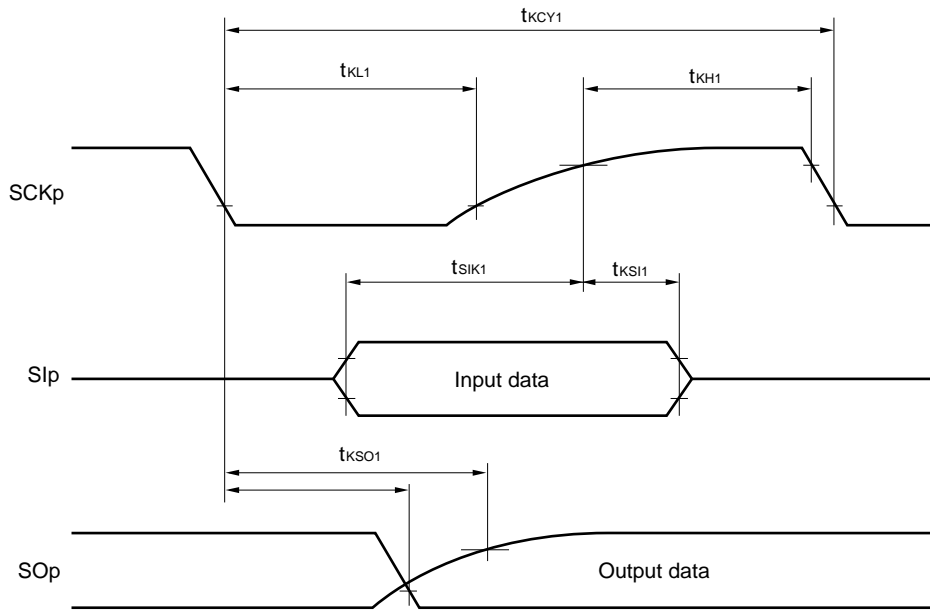 tKCY1
tKL1
tKH1
SCKp
tSIK1
tKSI1
SIp
Input data
tKSO1
SOp
Output data